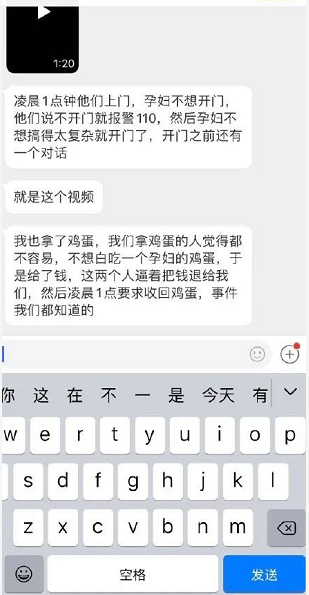 1:20
凌晨1点钟他们上门，孕妇不想开门，
他们说不开门就报警110，然后孕妇不
想搞得太复杂就开门了，开门之前还有
一个对话
就是这个视频
我也拿了鸡蛋，我们拿鸡蛋的人觉得都
不容易，不想白吃一个孕妇的鸡蛋，于
是给了钱，这两个人逼着把钱退给我
们，然后凌晨1点要求收回鸡蛋，事件
我们都知道的
你 这 在 不 一 是 今天 有
w e r t y u i o p
s d f g h j k l
z x c v b n m
空格 发送